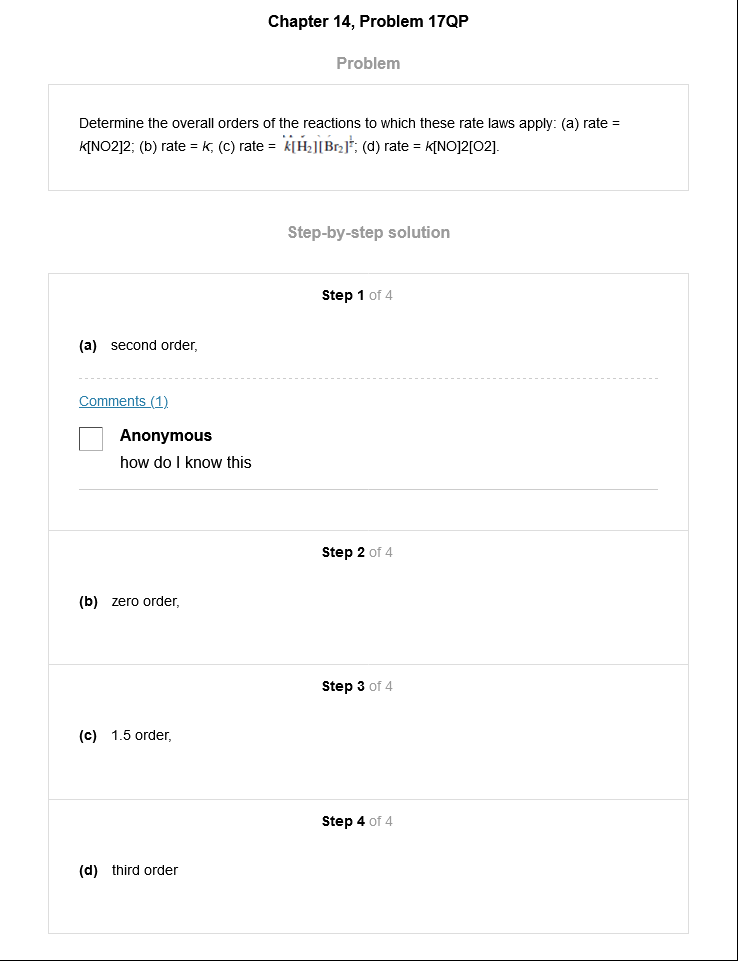 Chapter 14, Problem 17QP
Problem
Determine the overall orders of the reactions to which these rate laws apply: (a) rate =
k[NO2]2; (b) rate = k; (c) rate = k[H₂][Br₂]^½; (d) rate = k[NO]2[O2].
Step-by-step solution
Step 1 of 4
(a) second order,
Comments (1)
Anonymous
how do I know this
Step 2 of 4
(b) zero order,
Step 3 of 4
(c) 1.5 order,
Step 4 of 4
(d) third order